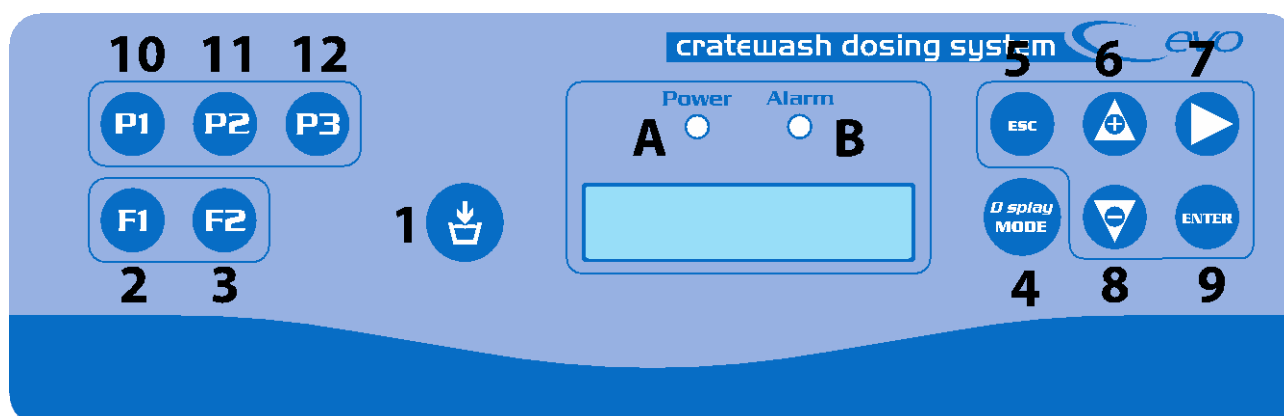 cratewash dosing system evo
10 11 12
5 6 7
Power Alarm
P1 P2 P3
A B
ESC +
F1 F2
1
D splay
MODE
-
ENTER
2 3
4 8 9